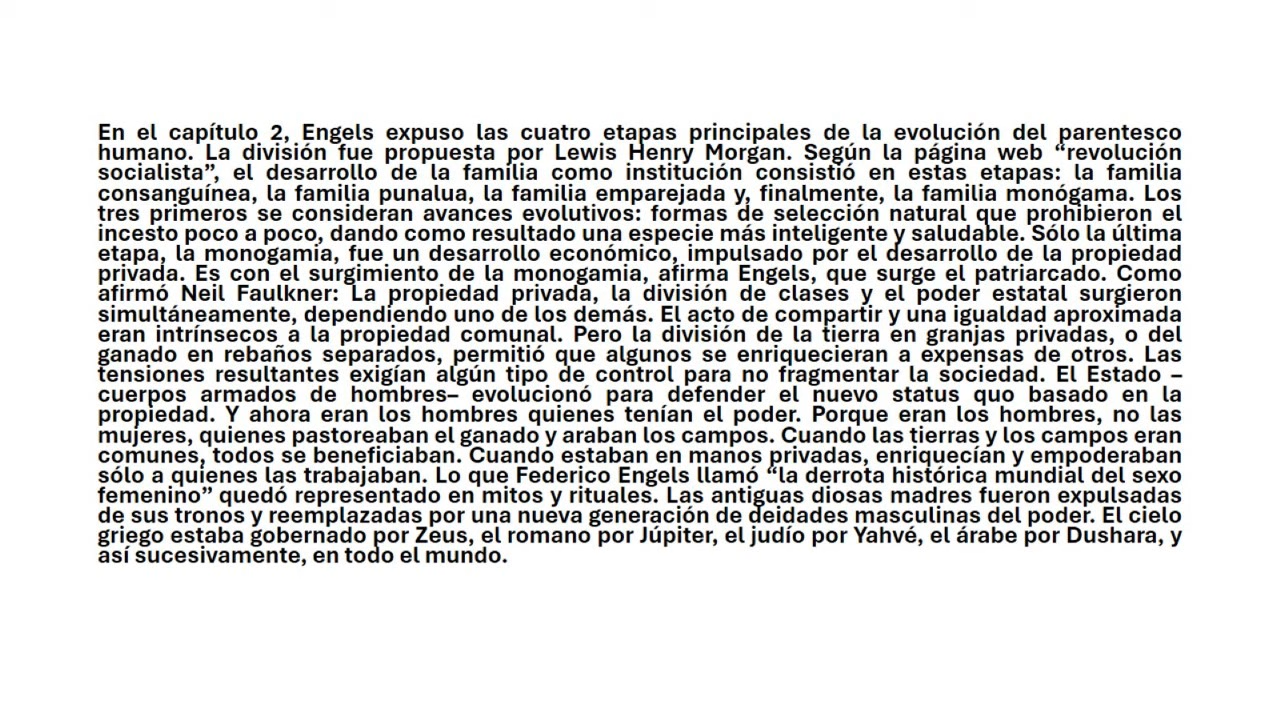 En el capítulo 2, Engels expuso las cuatro etapas principales de la evolución del parentesco
humano. La división fue propuesta por Lewis Henry Morgan. Según la página web “revolución
socialista”, el desarrollo de la familia como institución consistió en estas etapas: la familia
consanguínea, la familia punalua, la familia emparejada y, finalmente, la familia monógama. Los
tres primeros se consideran avances evolutivos: formas de selección natural que prohibieron el
incesto poco a poco, dando como resultado una especie más inteligente y saludable. Sólo la última
etapa, la monogamia, fue un desarrollo económico, impulsado por el desarrollo de la propiedad
privada. Es con el surgimiento de la monogamia, afirma Engels, que surge el patriarcado. Como
afirmó Neil Faulkner: La propiedad privada, la división de clases y el poder estatal surgieron
simultáneamente, dependiendo uno de los demás. El acto de compartir y una igualdad aproximada
eran intrínsecos a la propiedad comunal. Pero la división de la tierra en granjas privadas, o del
ganado en rebaños separados, permitió que algunos se enriquecieran a expensas de otros. Las
tensiones resultantes exigían algún tipo de control para no fragmentar la sociedad. El Estado –
cuerpos armados de hombres– evolucionó para defender el nuevo status quo basado en la
propiedad. Y ahora eran los hombres quienes tenían el poder. Porque eran los hombres, no las
mujeres, quienes pastoreaban el ganado y araban los campos. Cuando las tierras y los campos eran
comunes, todos se beneficiaban. Cuando estaban en manos privadas, enriquecían y empoderaban
sólo a quienes las trabajaban. Lo que Federico Engels llamó “la derrota histórica mundial del sexo
femenino” quedó representado en mitos y rituales. Las antiguas diosas madres fueron expulsadas
de sus tronos y reemplazadas por una nueva generación de deidades masculinas del poder. El cielo
griego estaba gobernado por Zeus, el romano por Júpiter, el judío por Yahvé, el árabe por Dushara, y
así sucesivamente, en todo el mundo.